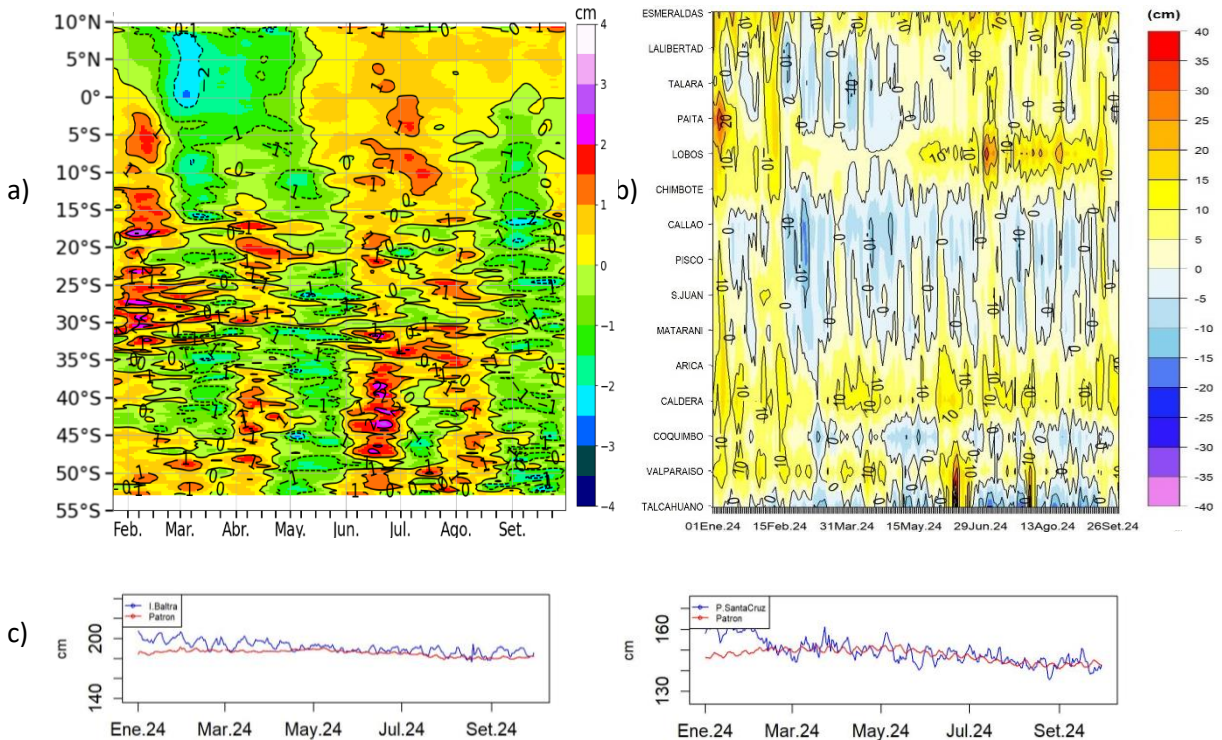 a)
cm
10°N
5°N
0°
5°S
10°S
15°S
20°S
25°S
30°S
35°S
40°S
45°S
50°S
55°S
Feb. Mar. Abr. May. Jun. Jul. Ago. Set.
4
3
2
1
0
−1
−2
−3
−4
b)
(cm)
ESMERALDAS
LALIBERTAD
TALARA
PAITA
LOBOS
CHIMBOTE
CALLAO
PISCO
S.JUAN
MATARANI
ARICA
CALDERA
COQUIMBO
VALPARAISO
TALCAHUANO
01Ene.24 15Feb.24 31Mar.24 15May.24 29Jun.24 13Ago.24 26Set.24
40
35
30
25
20
15
10
5
0
-5
-10
-15
-20
-25
-30
-35
-40
c)
I.Baltra
Patron
cm
200
140
Ene.24 Mar.24 May.24 Jul.24 Set.24
P.SantaCruz
Patron
cm
160
130
Ene.24 Mar.24 May.24 Jul.24 Set.24